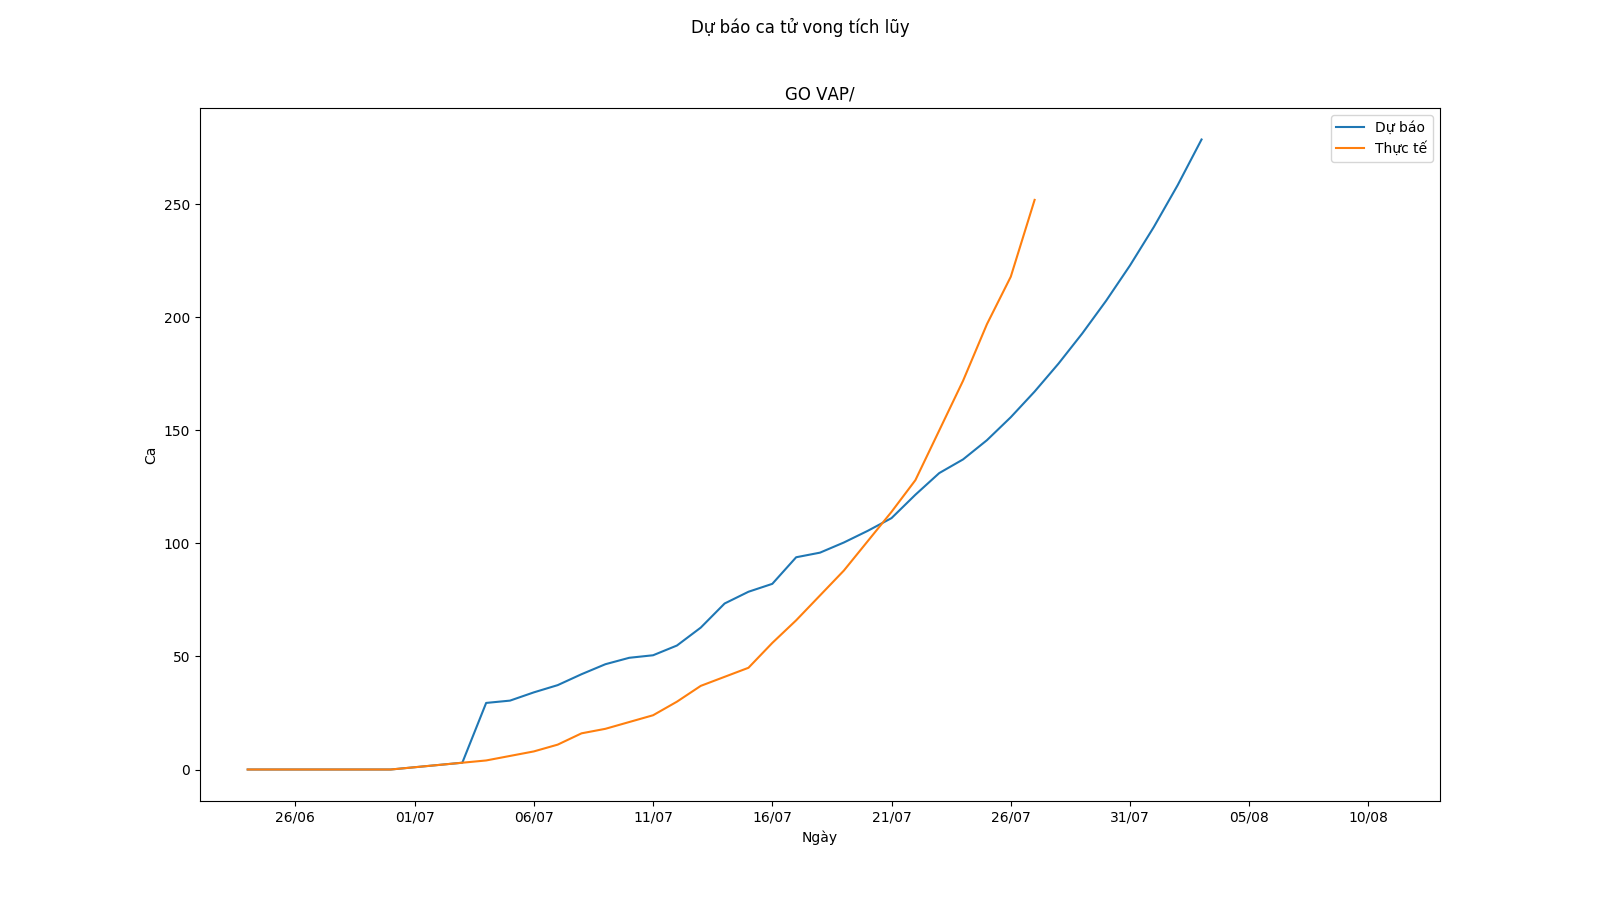 Dự báo ca tử vong tích lũy
GO VAP/
Dự báo
Thực tế
250
200
150
100
50
0
Ca
26/06 01/07 06/07 11/07 16/07 21/07 26/07 31/07 05/08 10/08
Ngày